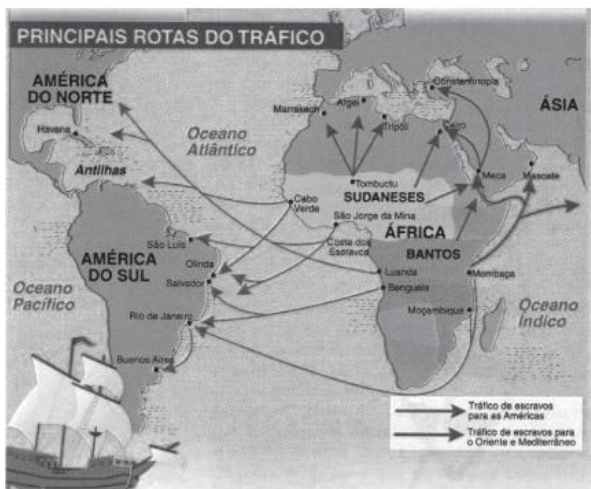 PRINCIPAIS ROTAS DO TRÁFICO
AMÉRICA
DO NORTE
Havana
Antilhas
Oceano
Atlântico
Constantinopla
Argel
Marrakech
Trípoli
Cairo
ÁSIA
Meca
Mascate
Tombuctu
SUDANESES
Cabo
Verde
São Jorge da Mina
ÁFRICA
Costa dos
Escravos
BANTOS
São Luís
AMÉRICA
DO SUL
Olinda
Salvador
Luanda
Benguela
Mombaça
Oceano
Pacífico
Rio de Janeiro
Moçambique
Oceano
Índico
Buenos Aires
Tráfico de escravos
para as Américas
Tráfico de escravos para
o Oriente e Mediterrâneo